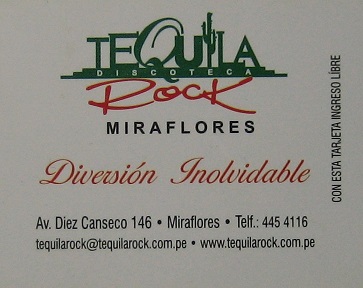 TEQUILA
DISCOTECA
ROCK
MIRAFLORES
Diversión Inolvidable
Av. Diez Canseco 146 • Miraflores • Telf.: 445 4116
tequilarock@tequilarock.com.pe • www.tequilarock.com.pe
CON ESTA TARJETA INGRESO LÍBRE